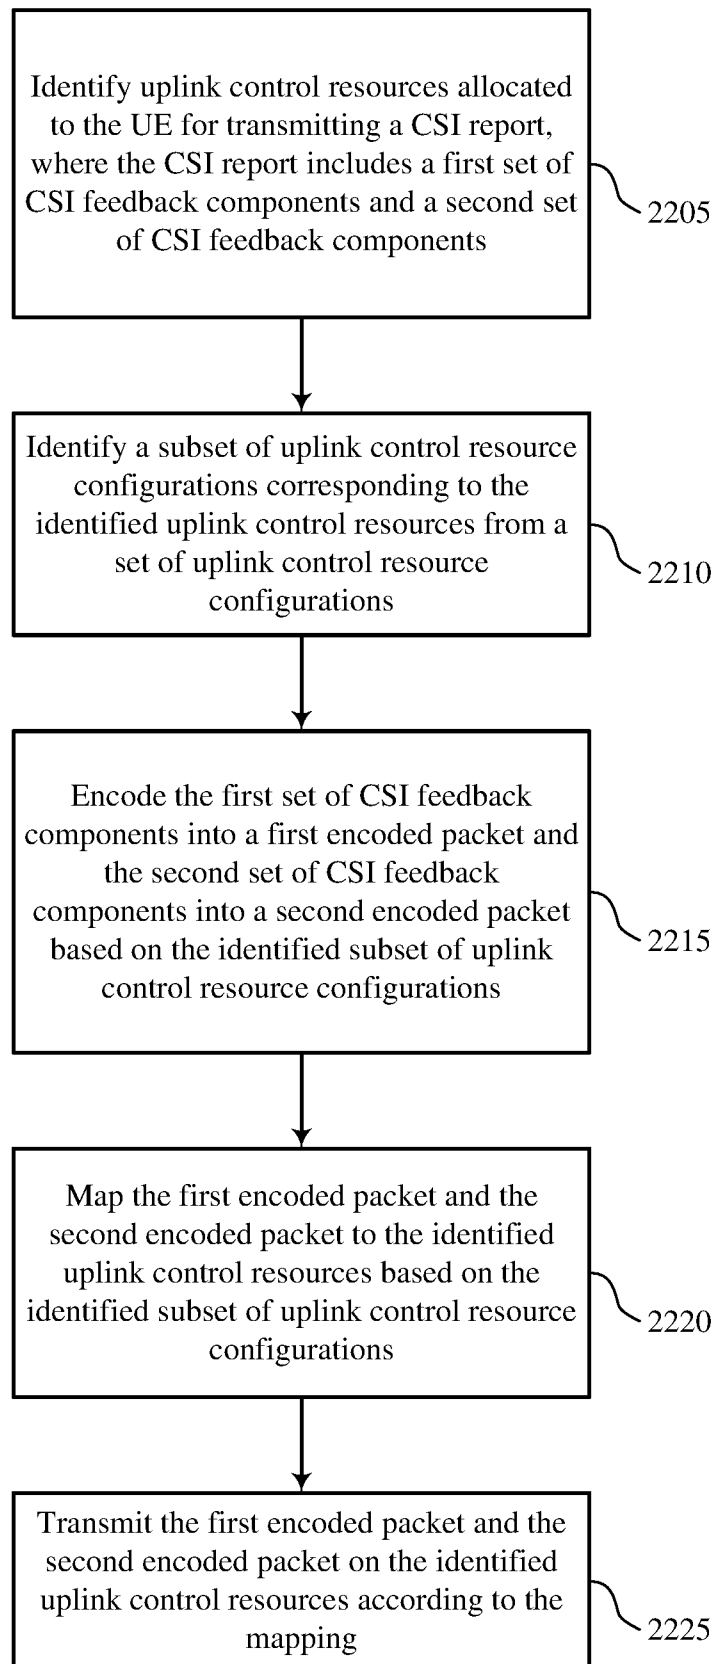 Identify uplink control resources allocated
to the UE for transmitting a CSI report,
where the CSI report includes a first set of
CSI feedback components and a second set
of CSI feedback components
2205
Identify a subset of uplink control resource
configurations corresponding to the
identified uplink control resources from a
set of uplink control resource
configurations
2210
Encode the first set of CSI feedback
components into a first encoded packet and
the second set of CSI feedback
components into a second encoded packet
based on the identified subset of uplink
control resource configurations
2215
Map the first encoded packet and the
second encoded packet to the identified
uplink control resources based on the
identified subset of uplink control resource
configurations
2220
Transmit the first encoded packet and the
second encoded packet on the identified
uplink control resources according to the
mapping
2225